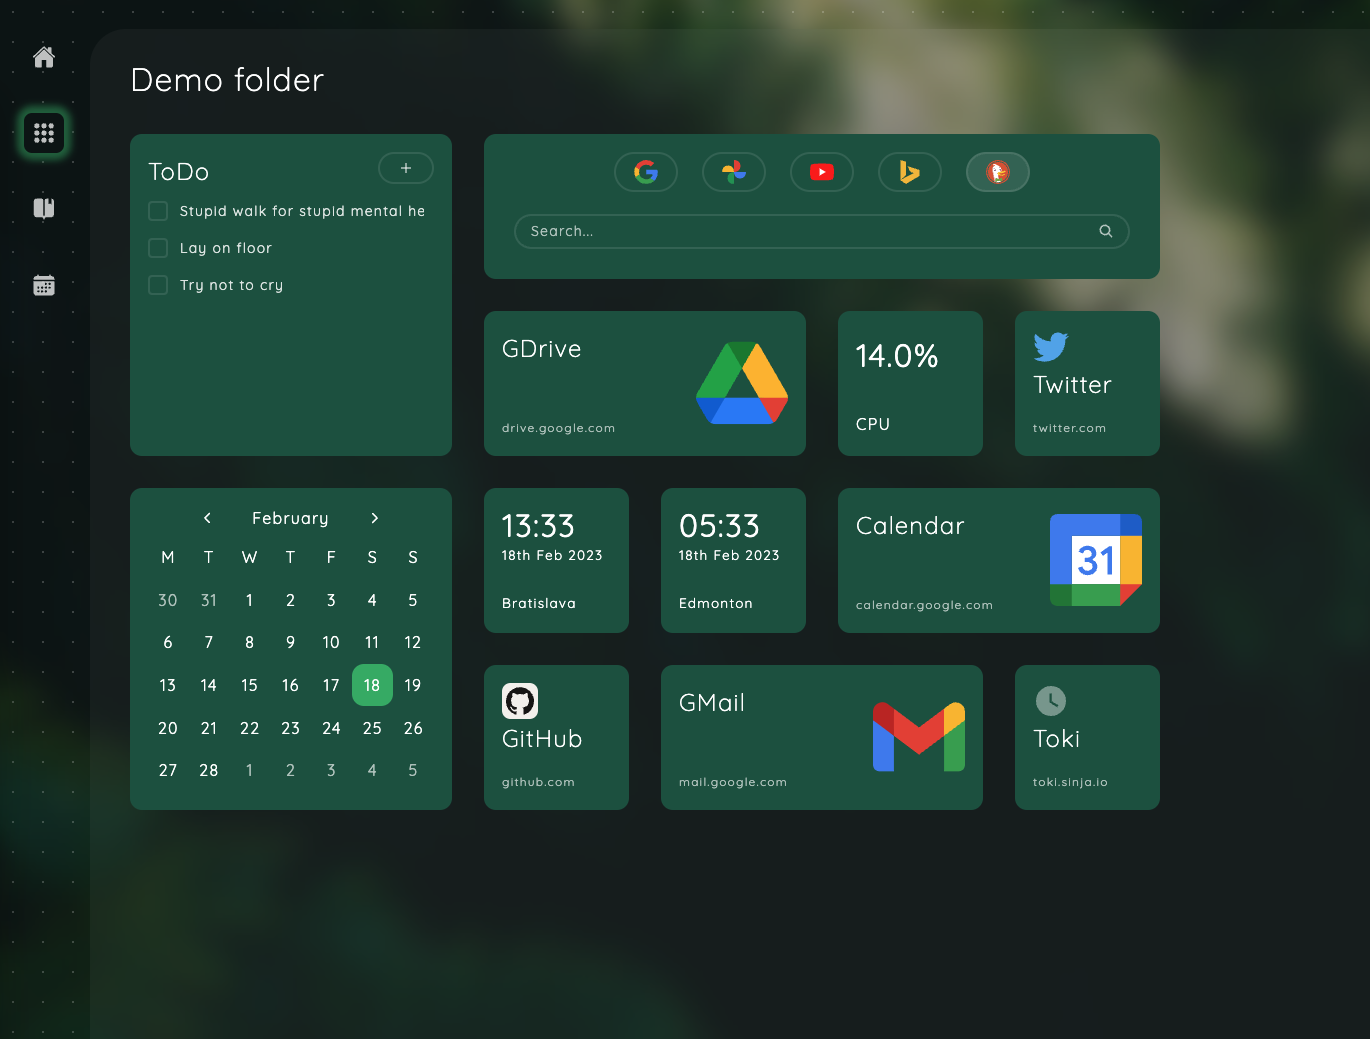 Demo folder
ToDo
+
Stupid walk for stupid mental he
Lay on floor
Try not to cry
Search...
GDrive
drive.google.com
14.0%
CPU
Twitter
twitter.com
February
M T W T F S S
30 31 1 2 3 4 5
6 7 8 9 10 11 12
13 14 15 16 17 18 19
20 21 22 23 24 25 26
27 28 1 2 3 4 5
13:33
18th Feb 2023
Bratislava
05:33
18th Feb 2023
Edmonton
Calendar
calendar.google.com
31
GitHub
github.com
GMail
mail.google.com
Toki
toki.sinja.io